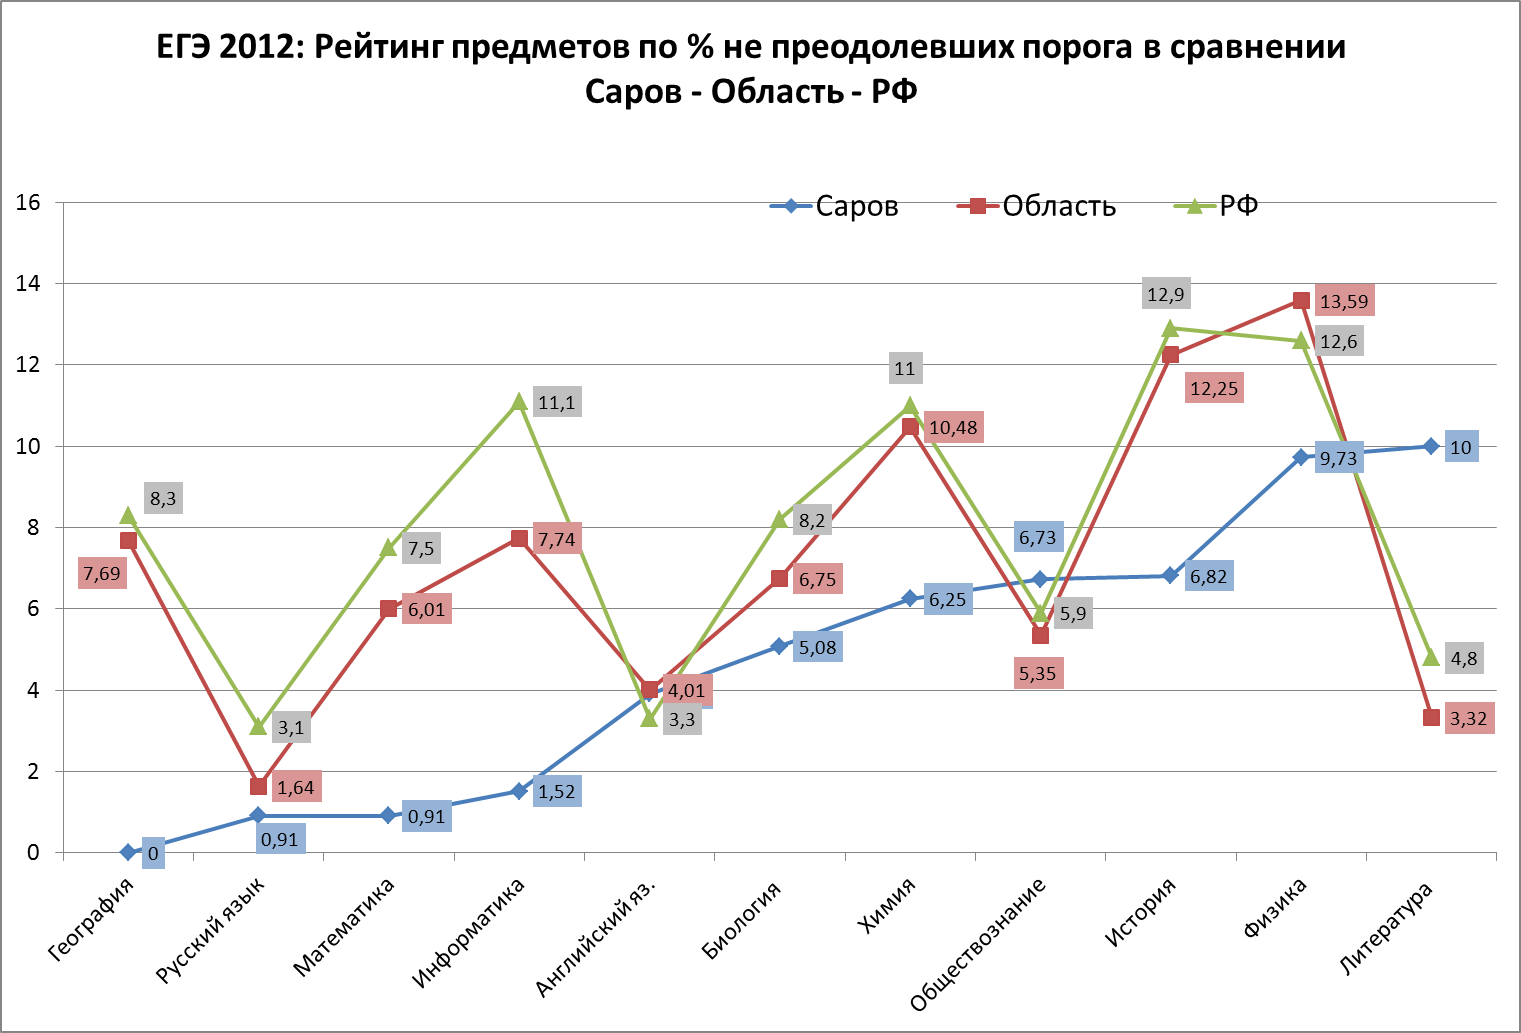 ЕГЭ 2012: Рейтинг предметов по % не преодолевших порога в сравнении
Саров - Область - РФ
Саров
Область
РФ
16
14
12
10
8
6
4
2
0
8,3
7,69
0
3,1
1,64
0,91
7,5
6,01
0,91
11,1
7,74
1,52
4,01
3,3
8,2
6,75
5,08
11
10,48
6,25
6,73
5,9
5,35
12,9
12,25
6,82
13,59
12,6
9,73
10
4,8
3,32
География
Русский язык
Математика
Информатика
Английский яз.
Биология
Химия
Обществознание
История
Физика
Литература